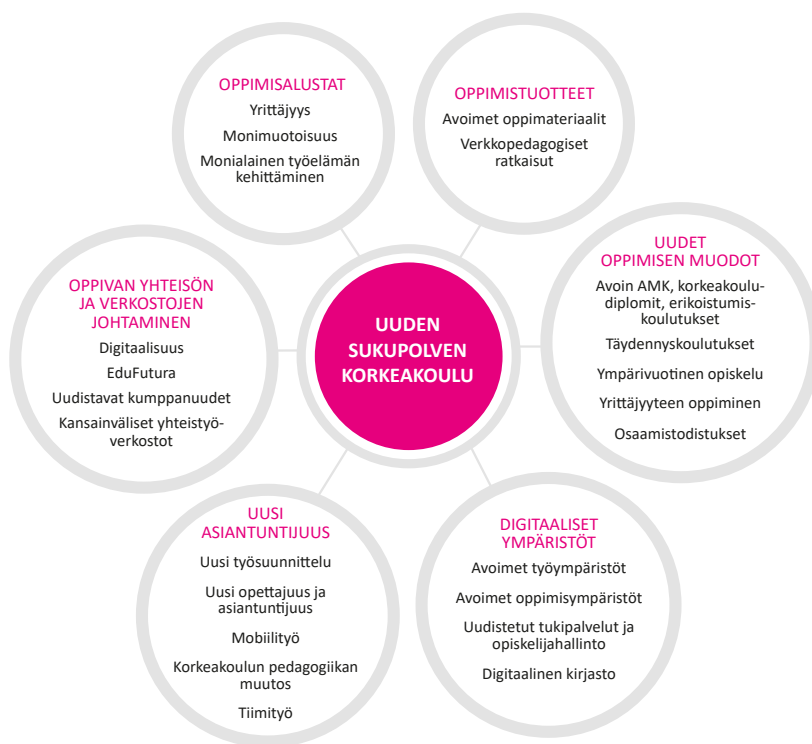 OPPIMISALUSTAT
Yrittäjyys
Monimuotoisuus
Monialainen työelämän
kehittäminen
OPPIMISTUOTTEET
Avoimet oppimateriaalit
Verkkopedagogiset
ratkaisut
OPPIVAN YHTEISÖN
JA VERKOSTOJEN
JOHTAMINEN
Digitaalisuus
EduFutura
Uudistavat kumppanuudet
Kansainväliset yhteistyö-
verkostot
UUDEN
SUKUPOLVEN
KORKEAKOULU
UUDET
OPPIMISEN MUODOT
Avoin AMK, korkeakoulu-
diplomit, erikoistumis-
koulutukset
Täydennyskoulutukset
Ympärivuotinen opiskelu
Yrittäjyyteen oppiminen
Osaamistodistukset
UUSI
ASIANTUNTIJUUS
Uusi työsuunnittelu
Uusi opettajuus ja
asiantuntijuus
Mobiilityö
Korkeakoulun pedagogiikan
muutos
Tiimityö
DIGITAALISET
YMPÄRISTÖT
Avoimet työympäristöt
Avoimet oppimisympäristöt
Uudistetut tukipalvelut ja
opiskelijahallinto
Digitaalinen kirjasto